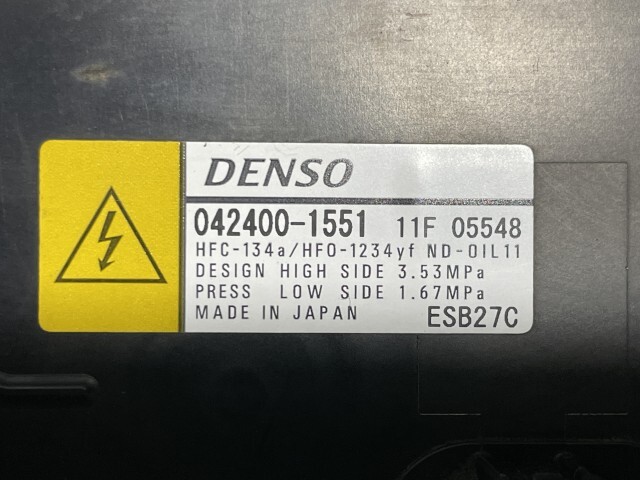 DENSO
042400-1551 11F 05548
HFC-134a/HFO-1234yf ND-OIL11
DESIGN HIGH SIDE 3.53MPa
PRESS LOW SIDE 1.67MPa
MADE IN JAPAN ESB27C